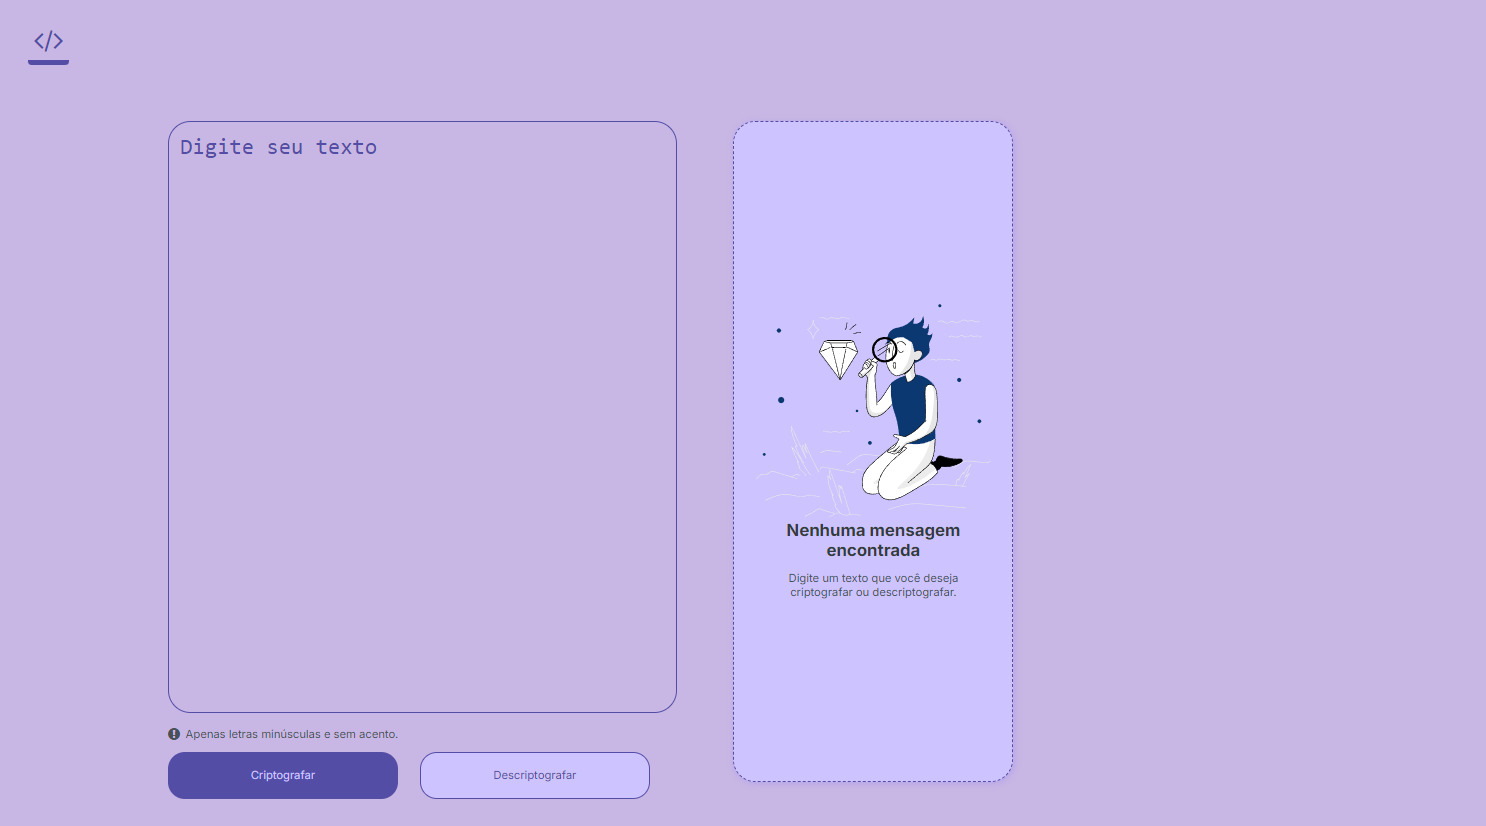 </>
Digite seu texto
Nenhuma mensagem
encontrada
Digite um texto que você deseja
criptografar ou descriptografar.
Apenas letras minúsculas e sem acento.
Criptografar
Descriptografar